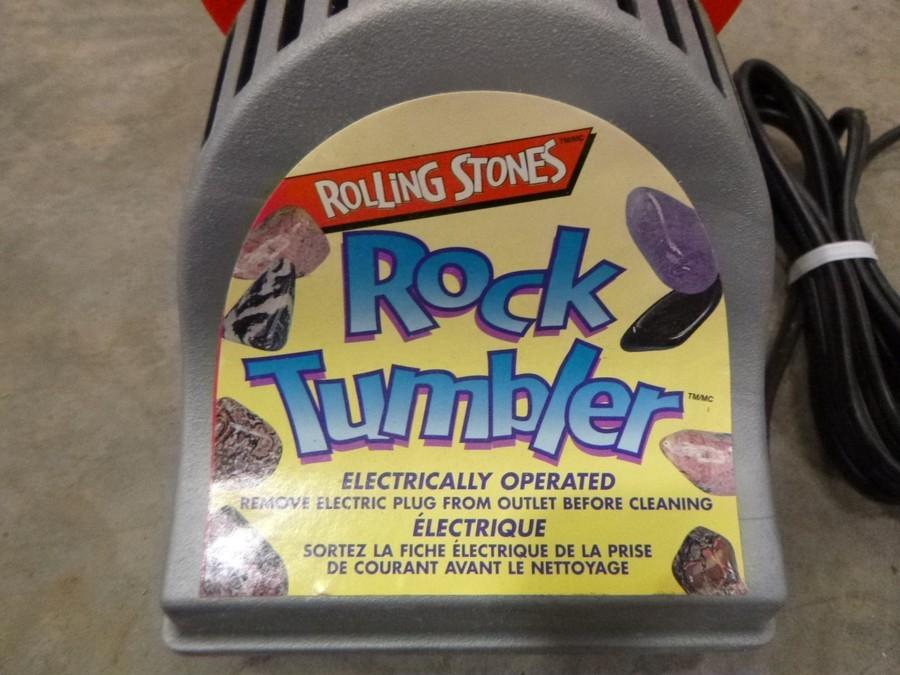 ROLLING STONES TM/MC
Rock
Tumbler TM/MC
ELECTRICALLY OPERATED
REMOVE ELECTRIC PLUG FROM OUTLET BEFORE CLEANING
ÉLECTRIQUE
SORTEZ LA FICHE ÉLECTRIQUE DE LA PRISE
DE COURANT AVANT LE NETTOYAGE